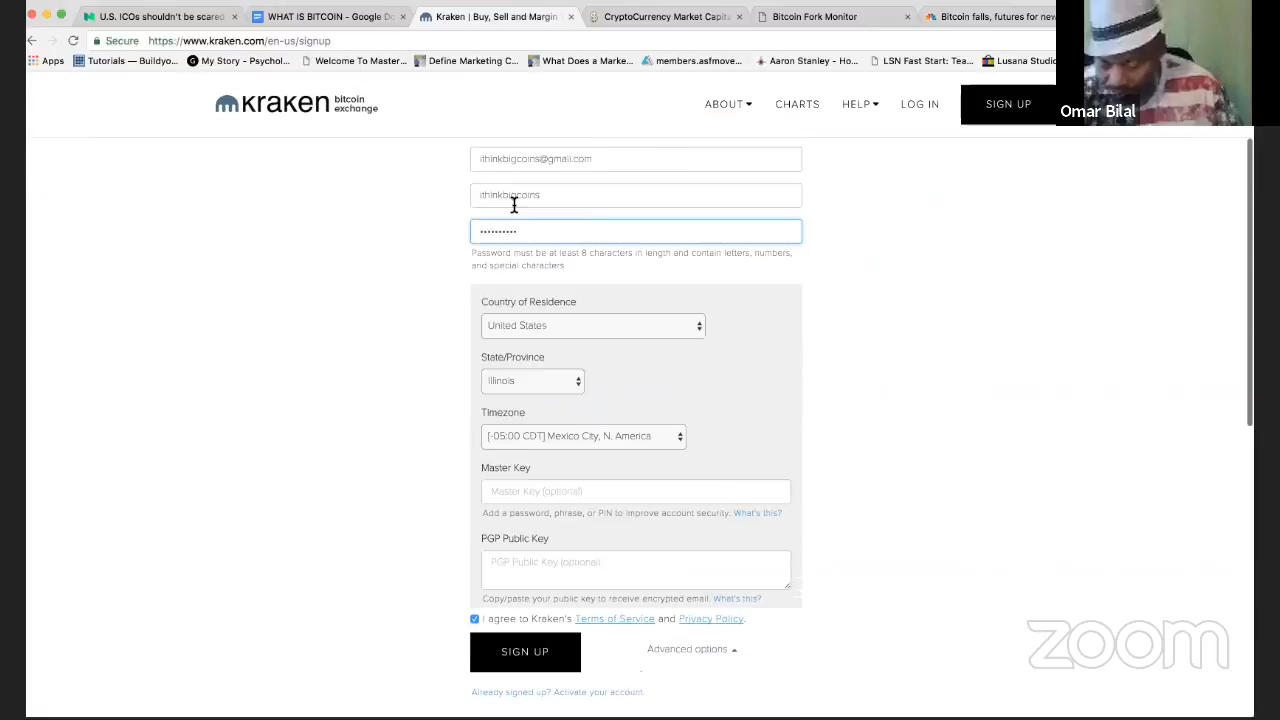 U.S. ICOs shouldn't be scared
WHAT IS BITCOIN - Google Do
Kraken | Buy, Sell and Margin
CryptoCurrency Market Capit
Bitcoin Fork Monitor
Bitcoin falls, futures for new
Secure https://www.kraken.com/en-us/signup
Apps
Tutorials — Buildyo...
My Story - Psychol...
Welcome To Master...
Define Marketing C...
What Does a Marke...
members.asfmove...
Aaron Stanley - Ho...
LSN Fast Start: Tea...
Lusana Studi
kraken bitcoin exchange
ABOUT
CHARTS
HELP
LOG IN
SIGN UP
Omar Bilal
ithinkbigcoins@gmail.com
ithinkbigcoins
••••••••••
Password must be at least 8 characters in length and contain letters, numbers,
and special characters
Country of Residence
United States
State/Province
Illinois
Timezone
[-05:00 CDT] Mexico City, N. America
Master Key
Master Key (optional)
Add a password, phrase, or PIN to improve account security. What's this?
PGP Public Key
PGP Public Key (optional)
Copy/paste your public key to receive encrypted email. What's this?
I agree to Kraken's Terms of Service and Privacy Policy.
SIGN UP
Advanced options
Already signed up? Activate your account.
zoom